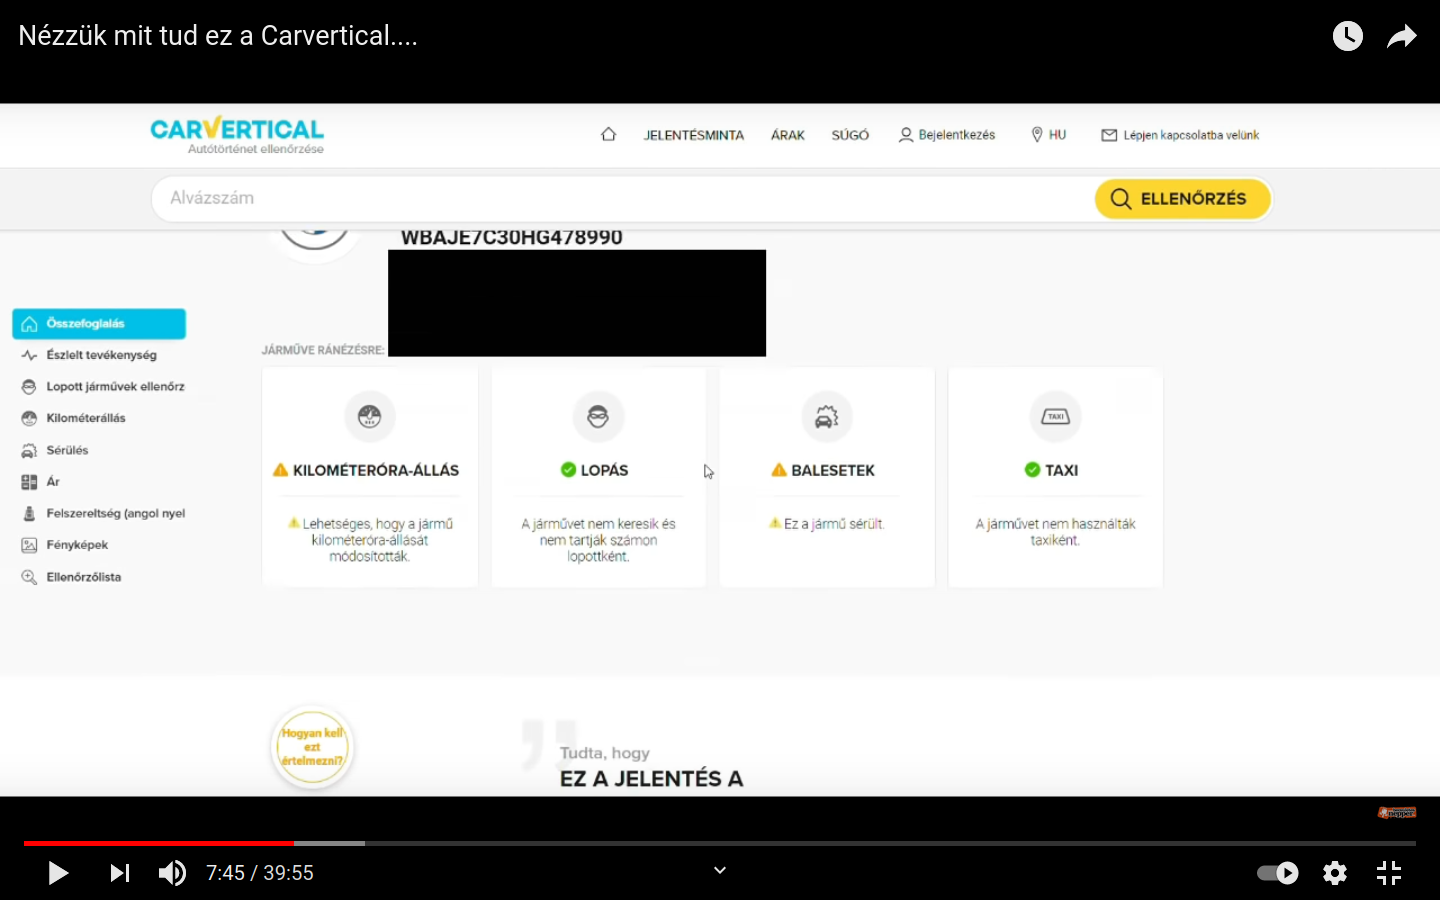 Nézzük mit tud ez a Carvertical....
CARVERTICAL
Autótörténet ellenőrzése
JELENTÉSMINTA
ÁRAK
SÚGÓ
Bejelentkezés
HU
Lépjen kapcsolatba velünk
Alvázszám
ELLENŐRZÉS
WBAJE7C30HG478990
Összefoglalás
Észlelt tevékenység
Lopott járművek ellenőrz
Kilométerállás
Sérülés
Ár
Felszereltség (angol nyel
Fényképek
Ellenőrzőlista
JÁRMŰVE RÁNÉZÉSRE:
KILOMÉTERÓRA-ÁLLÁS
Lehetséges, hogy a jármű
kilométeróra-állását
módosították.
LOPÁS
A járművet nem keresik és
nem tartják számon
lopottként.
BALESETEK
Ez a jármű sérült.
TAXI
TAXI
A járművet nem használták
taxiként.
Hogyan kell
ezt
értelmezni?
Tudta, hogy
EZ A JELENTÉS A
7:45 / 39:55